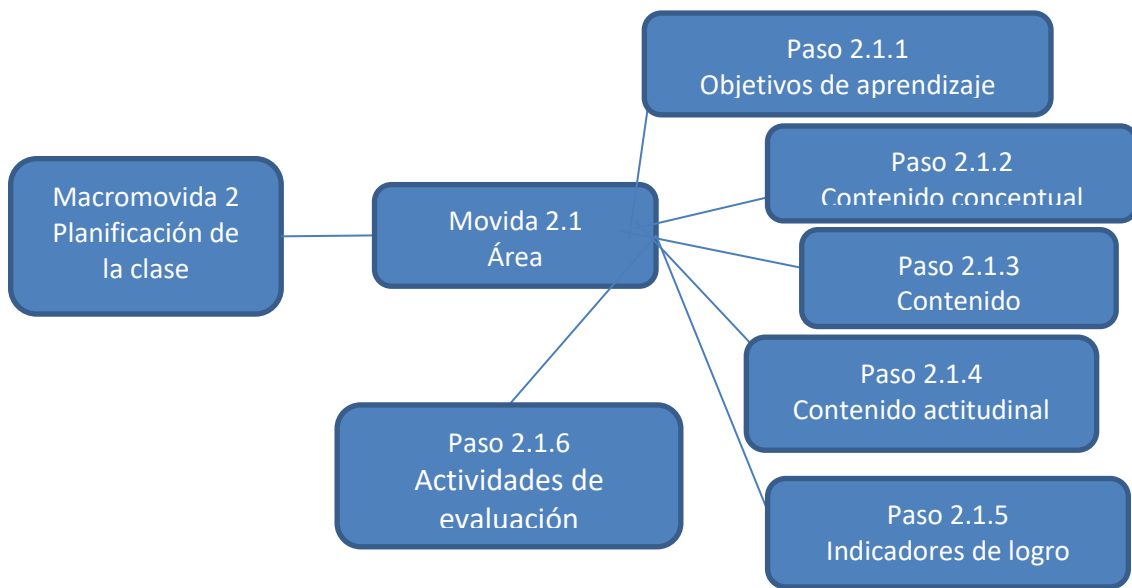 Macromovida 2
Planificación de
la clase
Movida 2.1
Área
Paso 2.1.1
Objetivos de aprendizaje
Paso 2.1.2
Contenido conceptual
Paso 2.1.3
Contenido
Paso 2.1.4
Contenido actitudinal
Paso 2.1.5
Indicadores de logro
Paso 2.1.6
Actividades de
evaluación